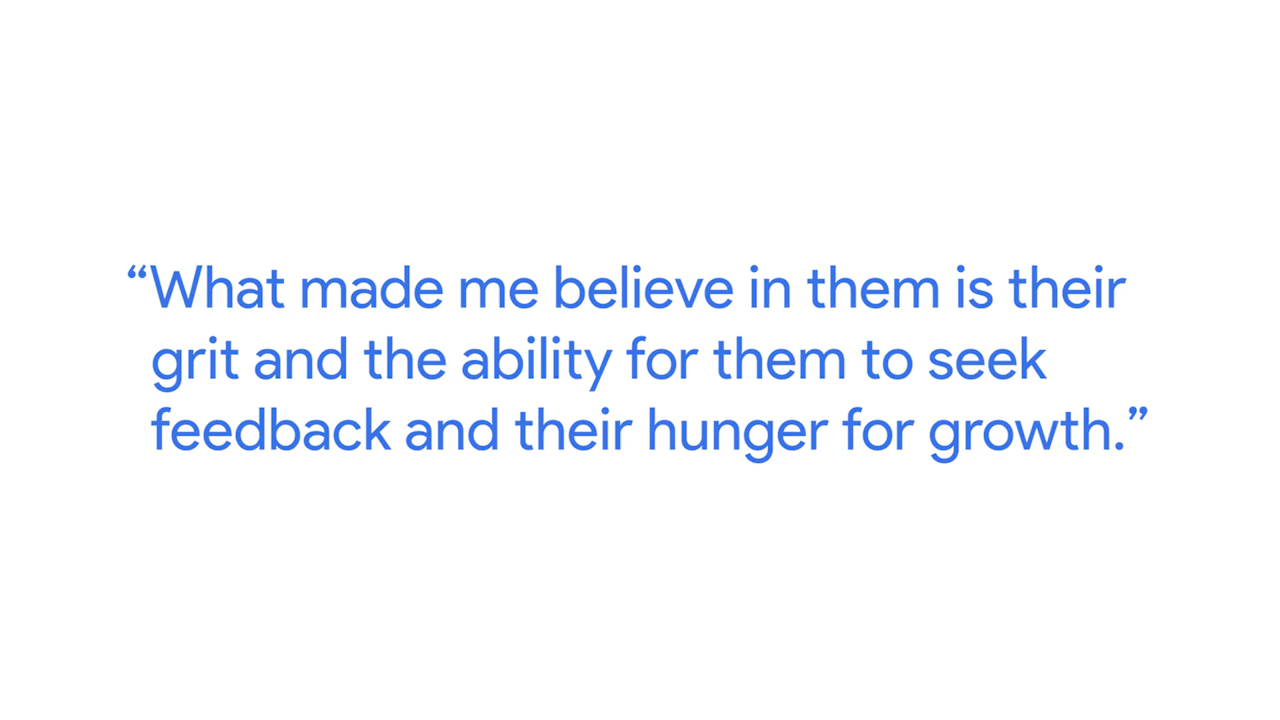 “What made me believe in them is their
grit and the ability for them to seek
feedback and their hunger for growth.”